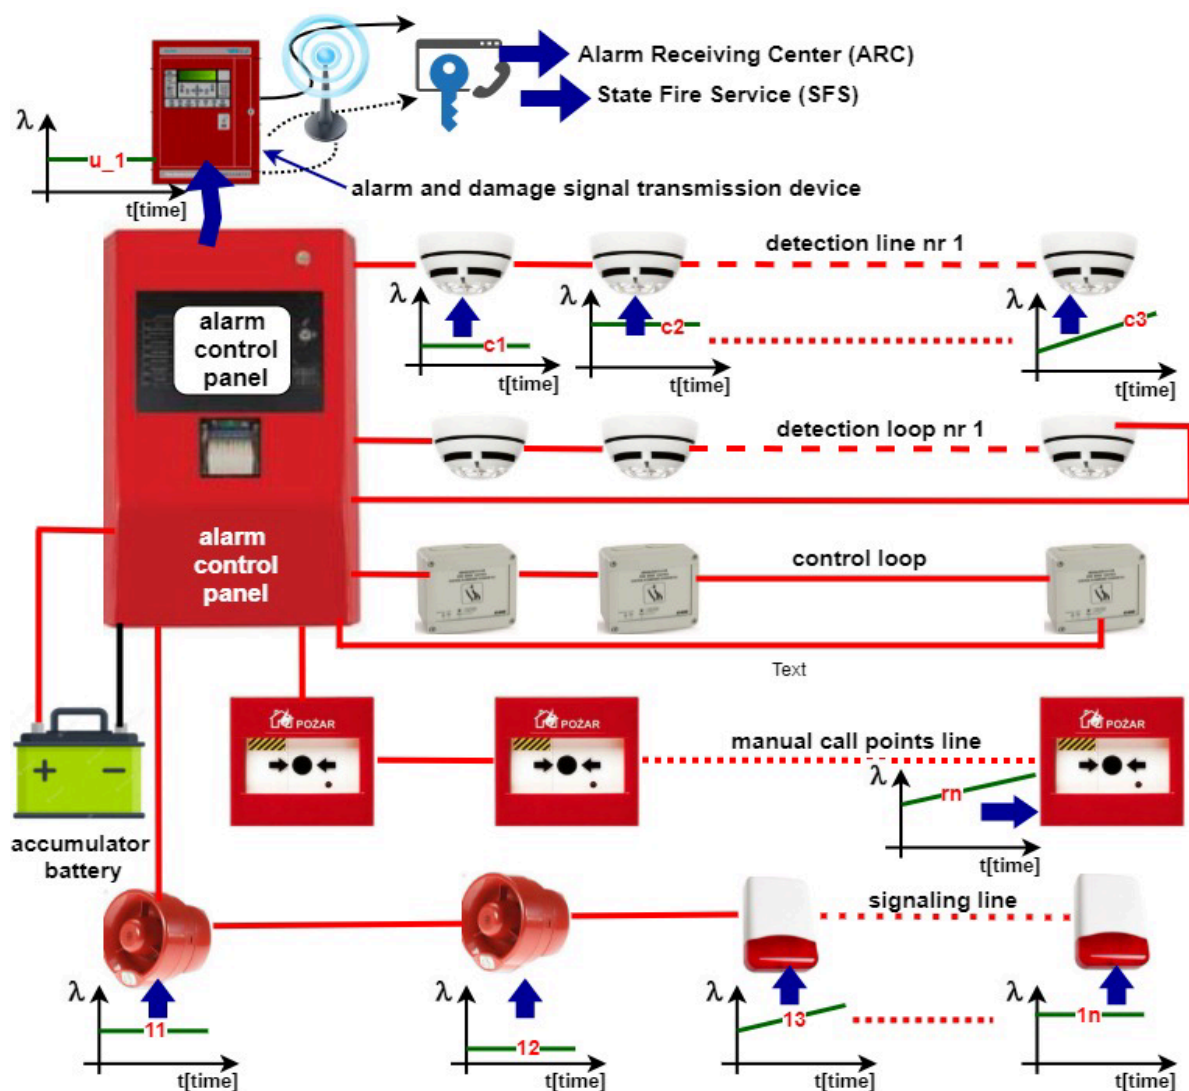 Alarm Receiving Center (ARC)
State Fire Service (SFS)
λ
u_1
t[time]
alarm and damage signal transmission device
detection line nr 1
alarm
control
panel
λ
c1
t[time]
λ
c2
t[time]
λ
c3
t[time]
detection loop nr 1
alarm
control
panel
control loop
Text
POŻAR
POŻAR
POŻAR
manual call points line
λ
rn
t[time]
+ −
accumulator
battery
signaling line
λ
11
t[time]
λ
12
t[time]
λ
13
t[time]
λ
1n
t[time]